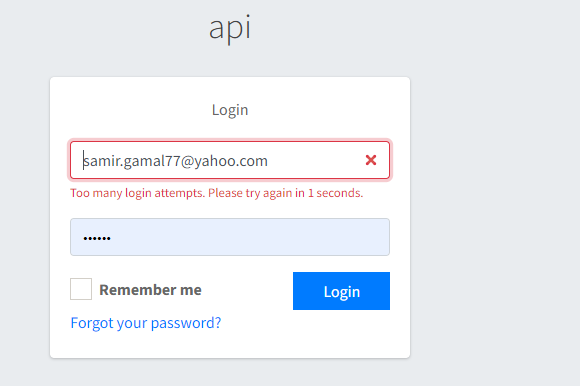 api
Login
samir.gamal77@yahoo.com
Too many login attempts. Please try again in 1 seconds.
••••••
Remember me
Login
Forgot your password?